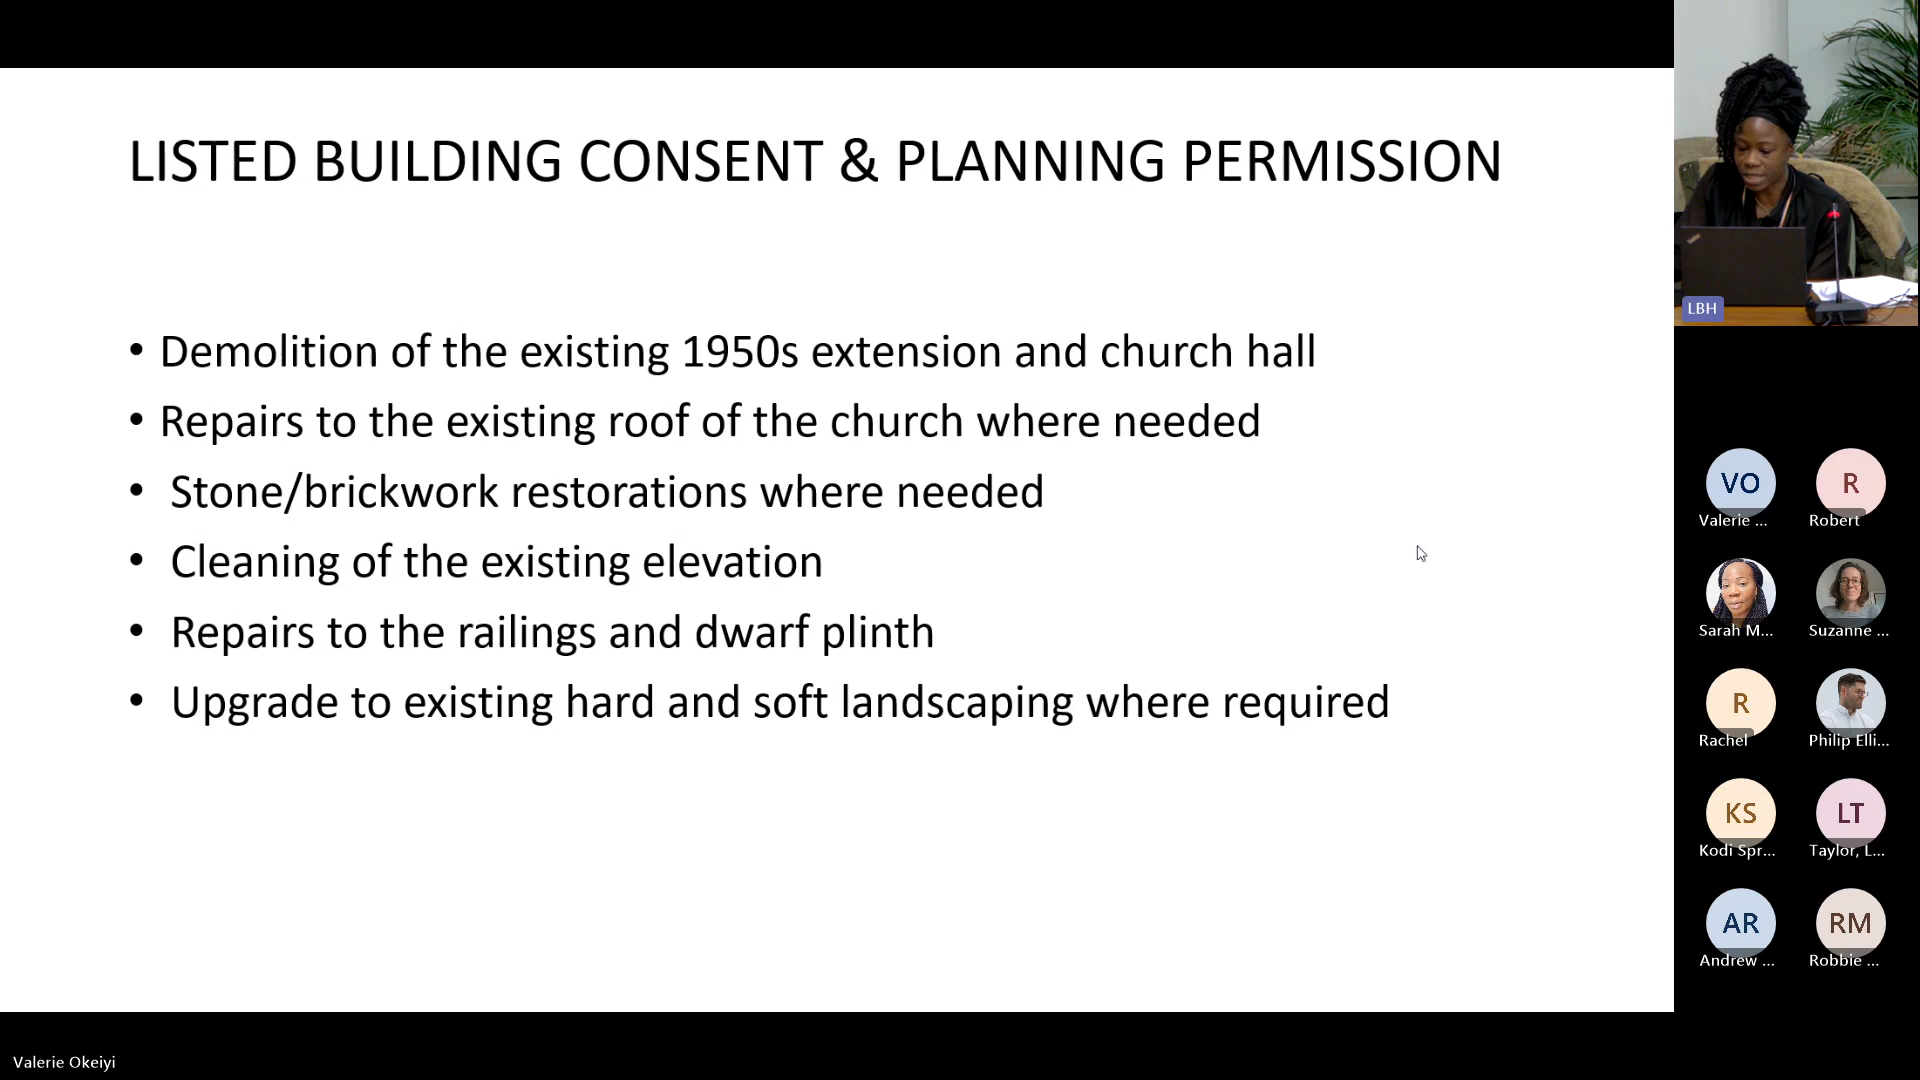 LISTED BUILDING CONSENT & PLANNING PERMISSION
• Demolition of the existing 1950s extension and church hall
• Repairs to the existing roof of the church where needed
• Stone/brickwork restorations where needed
• Cleaning of the existing elevation
• Repairs to the railings and dwarf plinth
• Upgrade to existing hard and soft landscaping where required
LBH
VO
Valerie ...
R
Robert
Sarah M...
Suzanne ...
R
Rachel
Philip Elli...
KS
Kodi Spr...
LT
Taylor, L...
AR
Andrew ...
RM
Robbie ...
Valerie Okeiyi